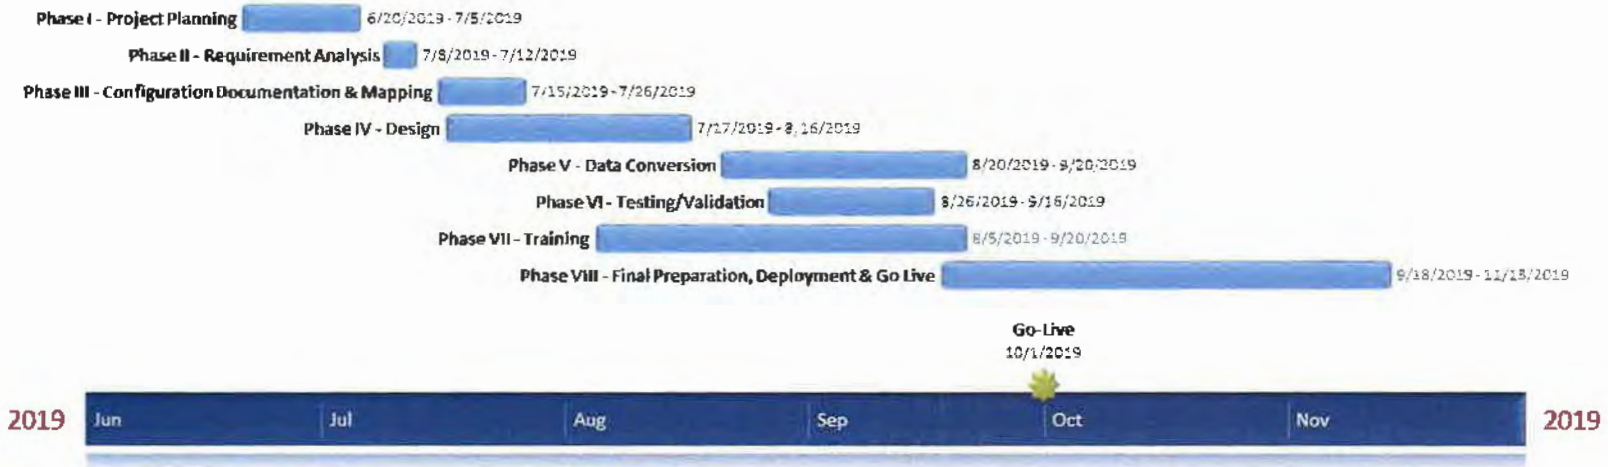 Phase I - Project Planning 6/20/2019 - 7/5/2019
Phase II - Requirement Analysis 7/8/2019 - 7/12/2019
Phase III - Configuration Documentation & Mapping 7/15/2019 - 7/26/2019
Phase IV - Design 7/17/2019 - 8/16/2019
Phase V - Data Conversion 8/20/2019 - 9/20/2019
Phase VI - Testing/Validation 8/26/2019 - 9/16/2019
Phase VII - Training 8/5/2019 - 9/20/2019
Phase VIII - Final Preparation, Deployment & Go Live 9/18/2019 -
Go-Live
10/1/2019
2019 Jun Jul Aug Sep Oct Nov 2019